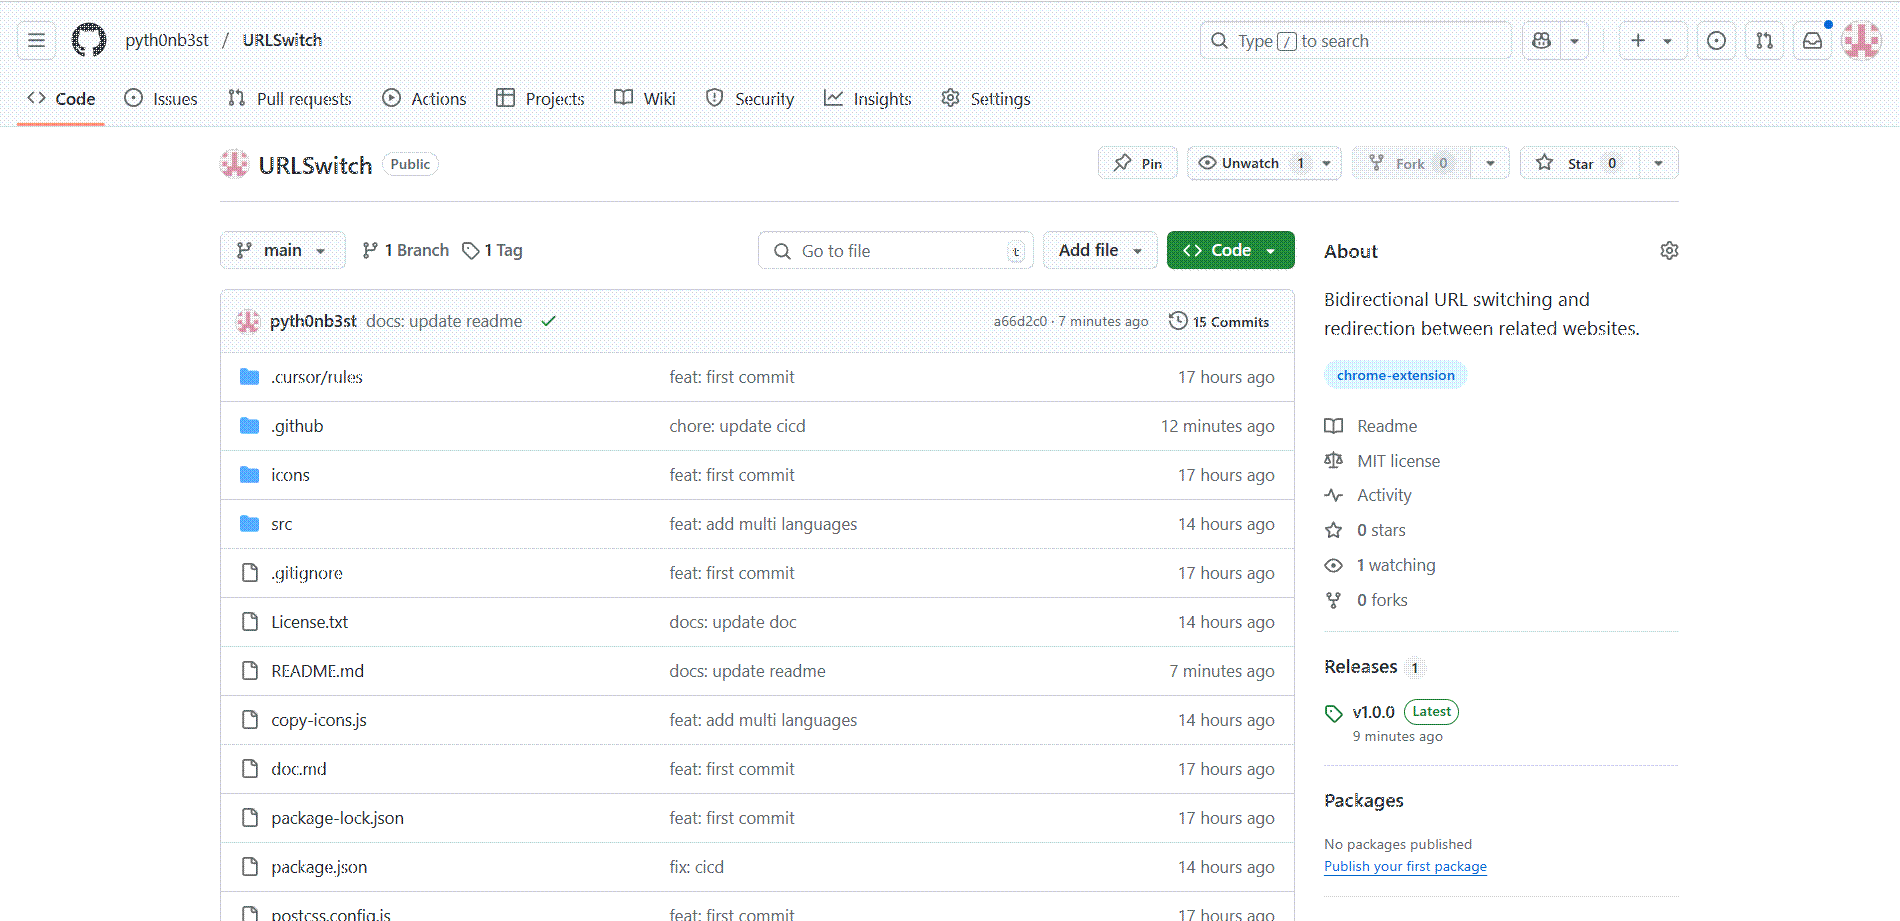 pyth0nb3st / URLSwitch
Type / to search
Code Issues Pull requests Actions Projects Wiki Security Insights Settings
URLSwitch Public
Pin Unwatch 1 Fork 0 Star 0
main 1 Branch 1 Tag Go to file t Add file Code
pyth0nb3st docs: update readme a66d2c0 · 7 minutes ago 15 Commits
.cursor/rules feat: first commit 17 hours ago
.github chore: update cicd 12 minutes ago
icons feat: first commit 17 hours ago
src feat: add multi languages 14 hours ago
.gitignore feat: first commit 17 hours ago
License.txt docs: update doc 14 hours ago
README.md docs: update readme 7 minutes ago
copy-icons.js feat: add multi languages 14 hours ago
doc.md feat: first commit 17 hours ago
package-lock.json feat: first commit 17 hours ago
package.json fix: cicd 14 hours ago
postcss.config.js feat: first commit 17 hours ago
About
Bidirectional URL switching and
redirection between related websites.
chrome-extension
Readme
MIT license
Activity
0 stars
1 watching
0 forks
Releases 1
v1.0.0 Latest
9 minutes ago
Packages
No packages published
Publish your first package